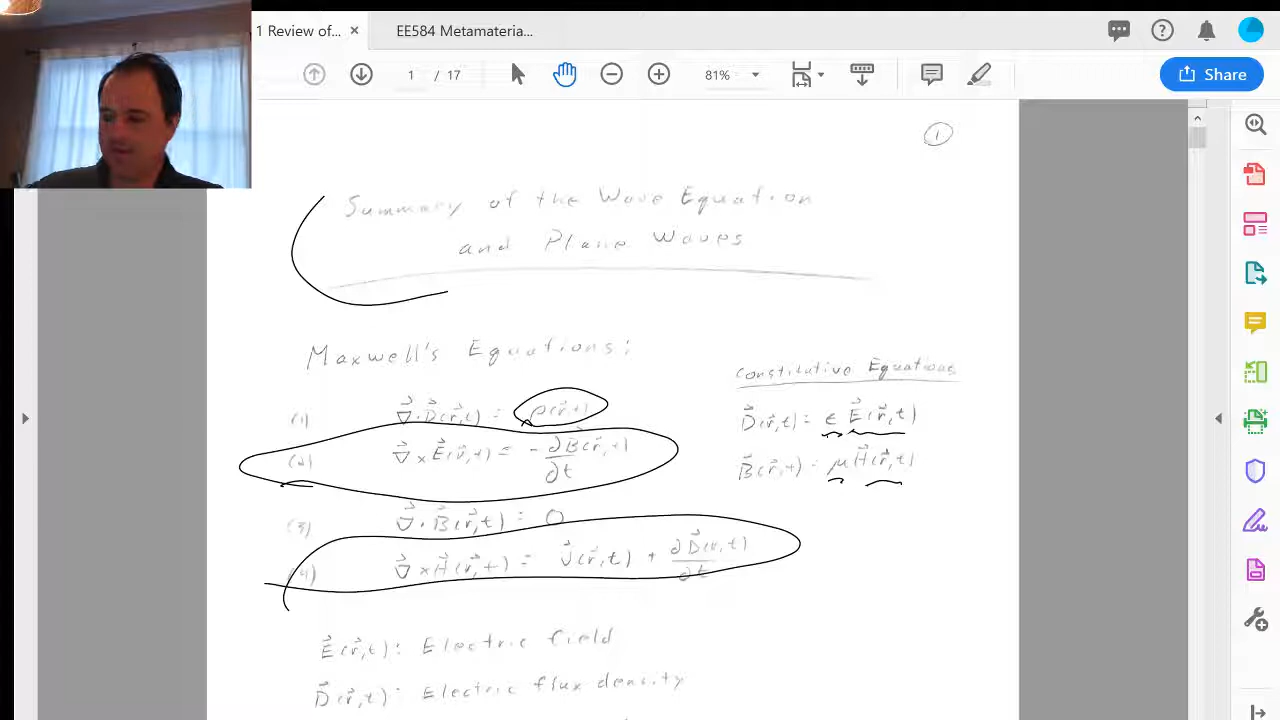 1 Review of... × EE584 Metamateria...
1 / 17 81% Share
1
Summary of the Wave Equation
and Plane Waves
Maxwell's Equations:
Constitutive Equations
(1) ∇⃗·D⃗(r⃗,t) = ρ(r⃗,t)
D⃗(r⃗,t) = ϵ E⃗(r⃗,t)
(2) ∇⃗×E⃗(r⃗,t) = -∂B⃗(r⃗,t)/∂t
B⃗(r⃗,t) = μH⃗(r⃗,t)
(3) ∇⃗·B⃗(r⃗,t) = 0
(4) ∇⃗×H⃗(r⃗,t) = J⃗(r⃗,t) + ∂D⃗(r,t)/∂t
E⃗(r⃗,t): Electric field
D⃗(r⃗,t): Electric flux density